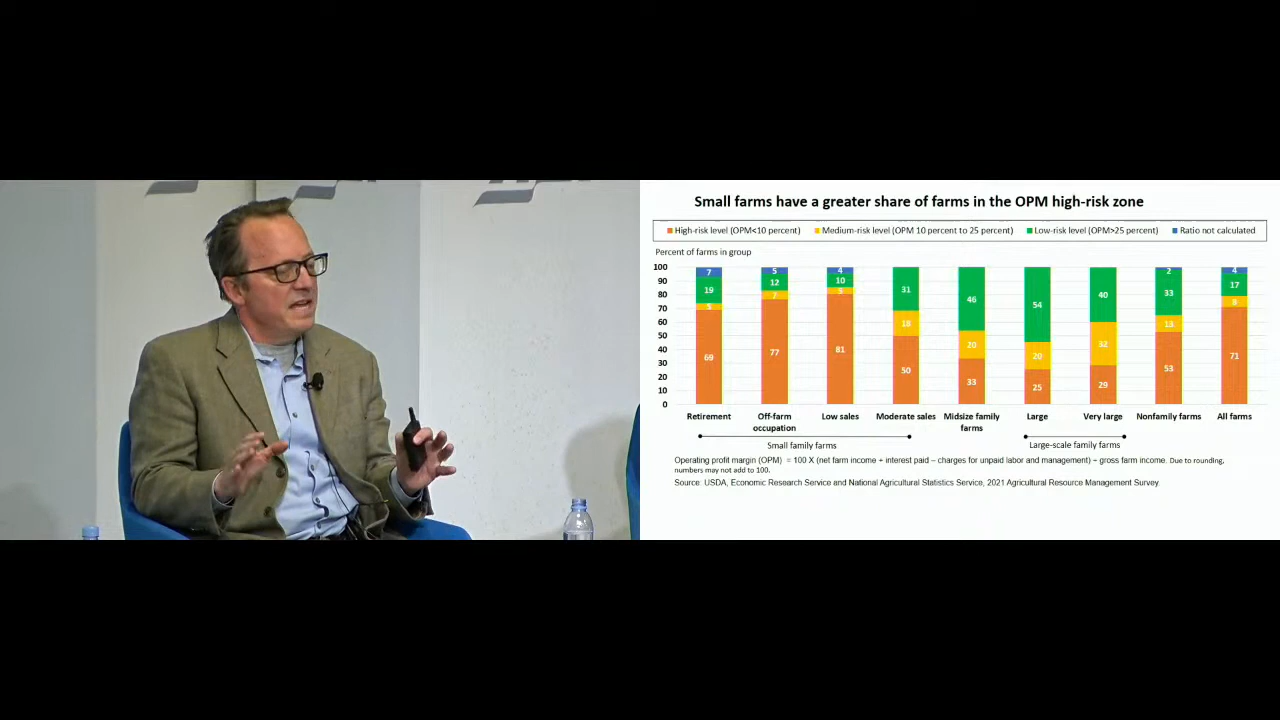 Small farms have a greater share of farms in the OPM high-risk zone
High-risk level (OPM<10 percent) Medium-risk level (OPM 10 percent to 25 percent) Low-risk level (OPM>25 percent) Ratio not calculated
Percent of farms in group
100
90
80
70
60
50
40
30
20
10
0
7 5 4 2 4
19 12 10 31 46 54 40 33 17
5 7 18 20 20 32 13
69 77 81 50 33 25 29 53 71
Retirement Off-farm occupation Low sales Moderate sales Midsize family farms Large Very large Nonfamily farms All farms
Small family farms Large-scale family farms
Operating profit margin (OPM) = 100 X (net farm income + interest paid – charges for unpaid labor and management) ÷ gross farm income. Due to rounding,
numbers may not add to 100.
Source: USDA, Economic Research Service and National Agricultural Statistics Service, 2021 Agricultural Resource Management Survey.